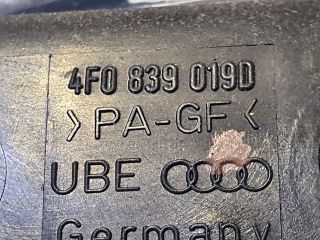 4F0 839 019D
>PA-GF<
UBE
Germany